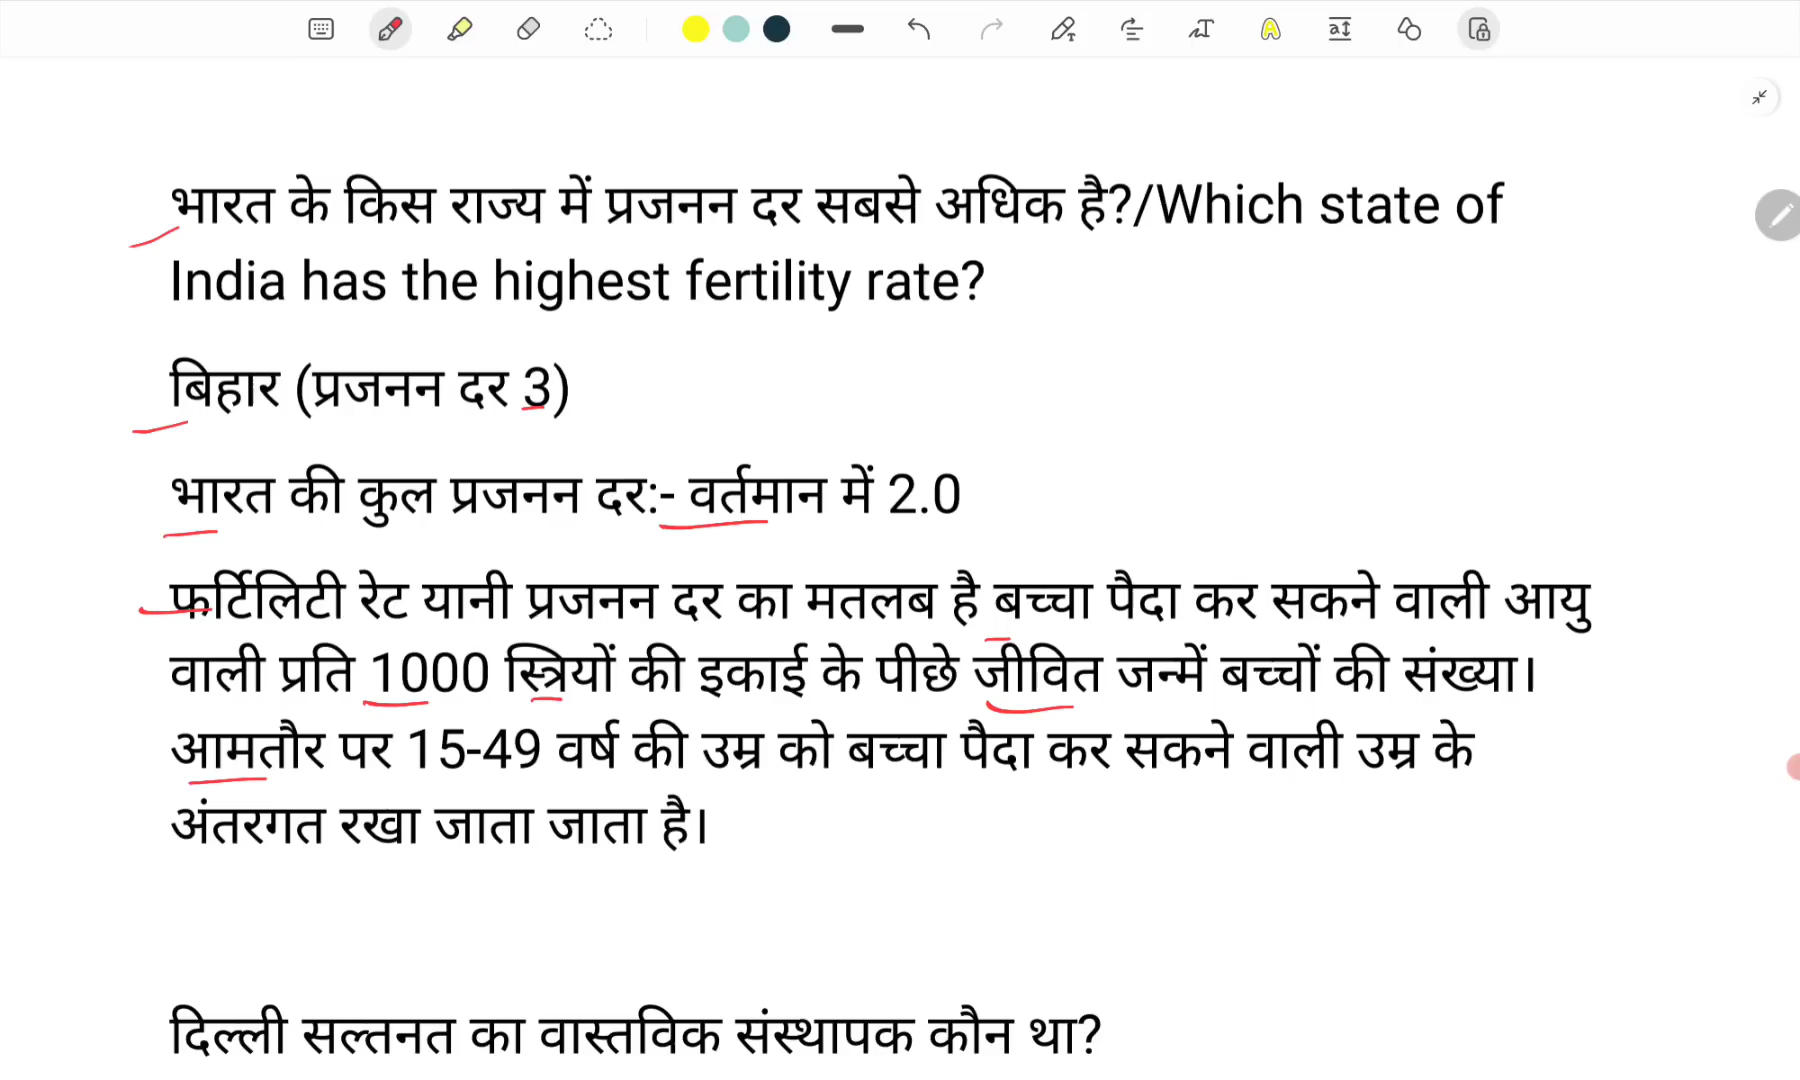 भारत के किस राज्य में प्रजनन दर सबसे अधिक है?/Which state of
India has the highest fertility rate?
बिहार (प्रजनन दर 3)
भारत की कुल प्रजनन दर:- वर्तमान में 2.0
फर्टिलिटी रेट यानी प्रजनन दर का मतलब है बच्चा पैदा कर सकने वाली आयु
वाली प्रति 1000 स्त्रियों की इकाई के पीछे जीवित जन्में बच्चों की संख्या।
आमतौर पर 15-49 वर्ष की उम्र को बच्चा पैदा कर सकने वाली उम्र के
अंतरगत रखा जाता जाता है।
दिल्ली सल्तनत का वास्तविक संस्थापक कौन था?